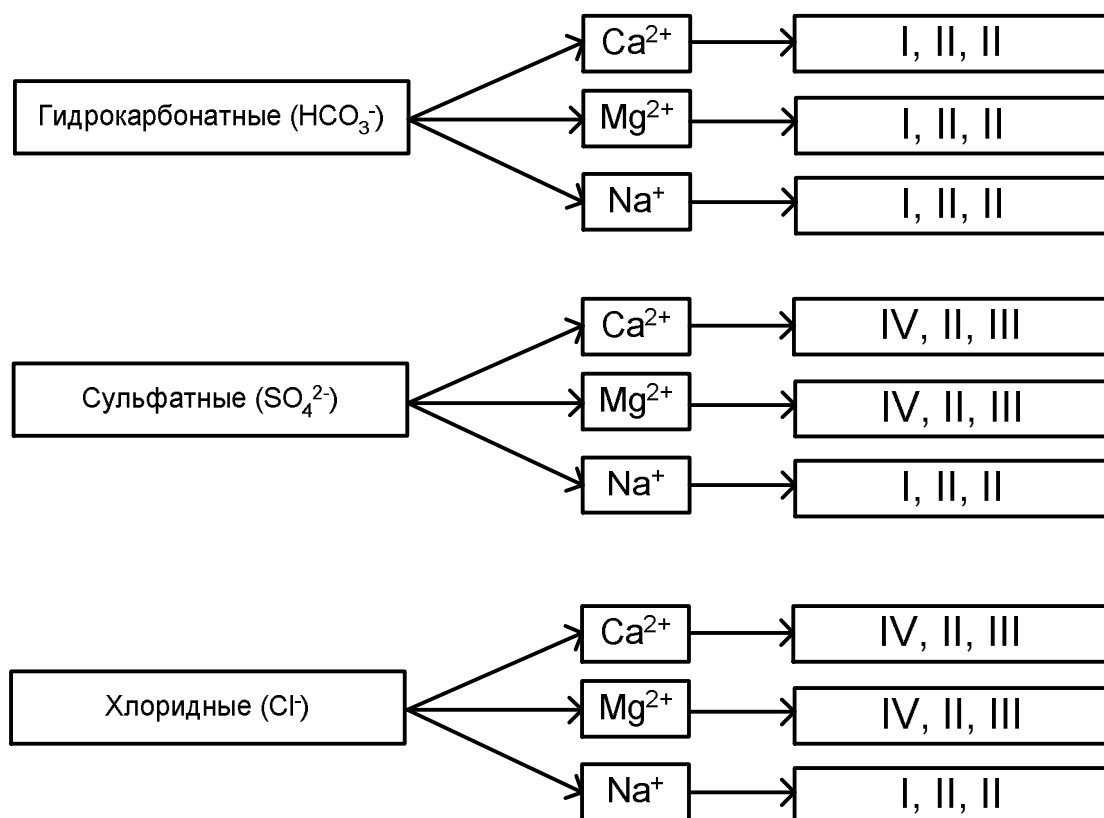 Гидрокарбонатные (HCO₃⁻)
Ca²⁺
I, II, II
Mg²⁺
I, II, II
Na⁺
I, II, II
Сульфатные (SO₄²⁻)
Ca²⁺
IV, II, III
Mg²⁺
IV, II, III
Na⁺
I, II, II
Хлоридные (Cl⁻)
Ca²⁺
IV, II, III
Mg²⁺
IV, II, III
Na⁺
I, II, II